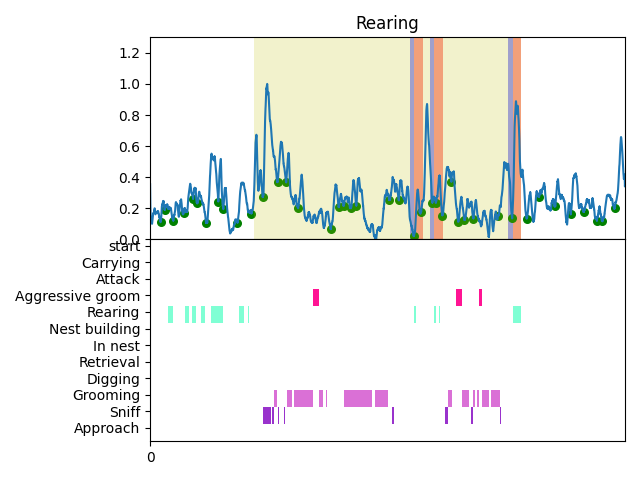 Rearing
1.2
1.0
0.8
0.6
0.4
0.2
0.0
start
Carrying
Attack
Aggressive groom
Rearing
Nest building
In nest
Retrieval
Digging
Grooming
Sniff
Approach
0